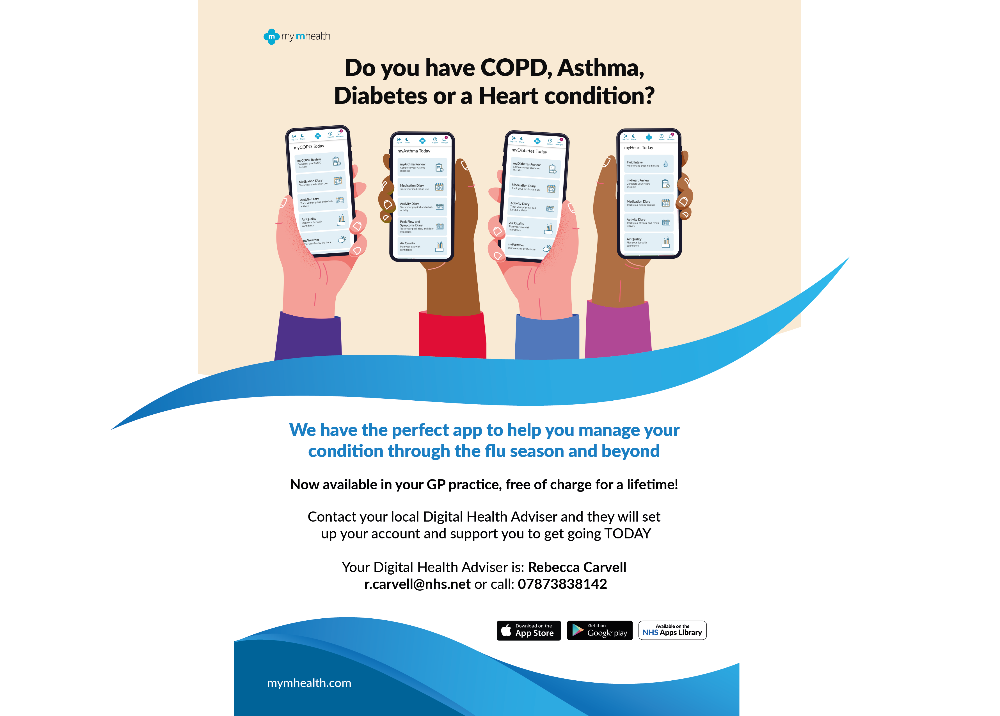 m my mhealth
Do you have COPD, Asthma,
Diabetes or a Heart condition?
Log Out Theme m Support Messages 1
myCOPD Today
myCOPD Review
Complete your COPD
checklist
Medication Diary
Track your medication use
Activity Diary
Track your physical and rehab
activity
Air Quality
Plan your day with
confidence
myWeather
Your weather by the hour
Log Out Theme m Support Messages 1
myAsthma Today
myAsthma Review
Complete your Asthma
checklist
Medication Diary
Track your medication use
Activity Diary
Track your physical and rehab
activity
Peak Flow and
Symptoms Diary
Track your peak-flow and daily
symptoms
Air Quality
Plan your day with
confidence
Log Out Theme m Support Messages 1
myDiabetes Today
myDiabetes Review
Complete your Diabetes
checklist
Medication Diary
Track your medication use
Activity Diary
Track your physical and
DM:Fit activity
Air Quality
Plan your day with
confidence
myWeather
Your weather by the hour
Log Out Theme m Support Messages 1
myHeart Today
Fluid Intake
Monitor and track fluid intake
myHeart Review
Complete your Heart
checklist
Medication Diary
Track your medication use
Activity Diary
Track your physical and rehab
activity
Air Quality
Plan your day with
confidence
We have the perfect app to help you manage your
condition through the flu season and beyond
Now available in your GP practice, free of charge for a lifetime!
Contact your local Digital Health Adviser and they will set
up your account and support you to get going TODAY
Your Digital Health Adviser is: Rebecca Carvell
r.carvell@nhs.net or call: 07873838142
Download on the
App Store
Get it on
Google play
Available on the
NHS Apps Library
mymhealth.com